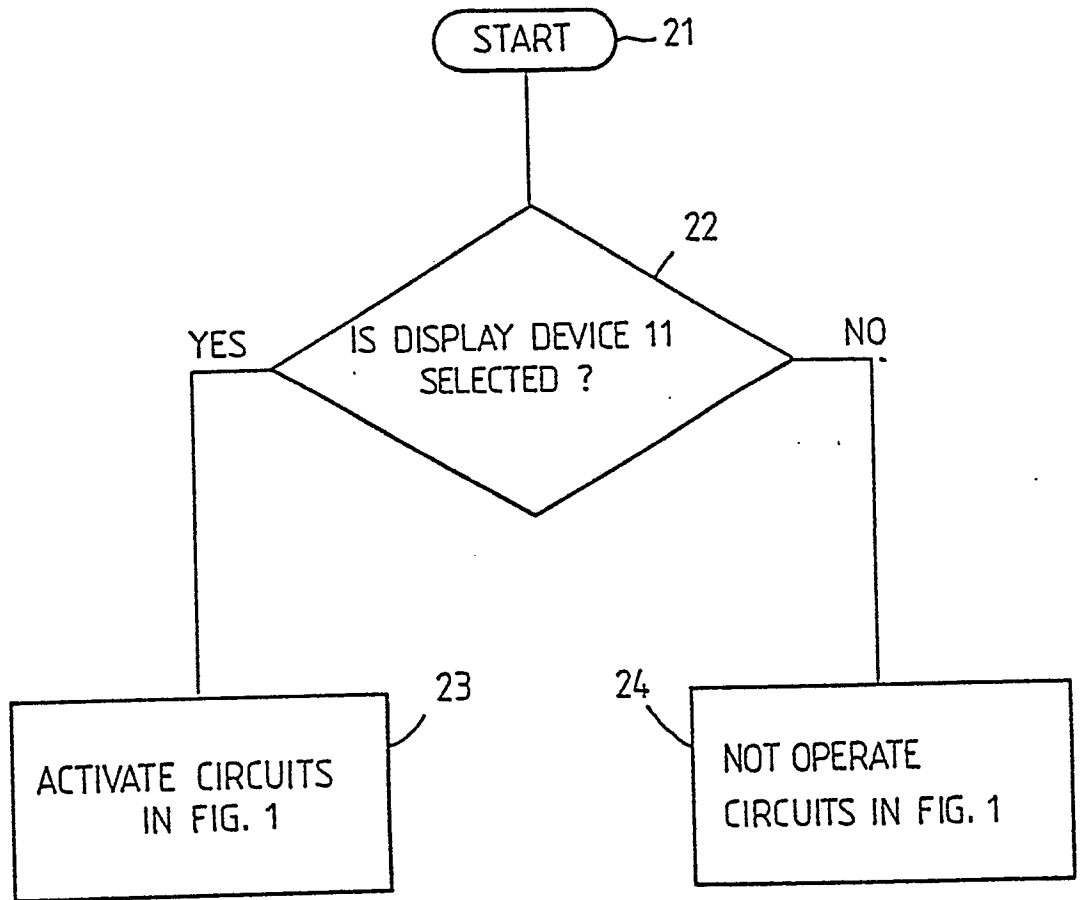 START
21
22
YES
IS DISPLAY DEVICE 11
SELECTED ?
NO
23
ACTIVATE CIRCUITS
IN FIG. 1
24
NOT OPERATE
CIRCUITS IN FIG. 1